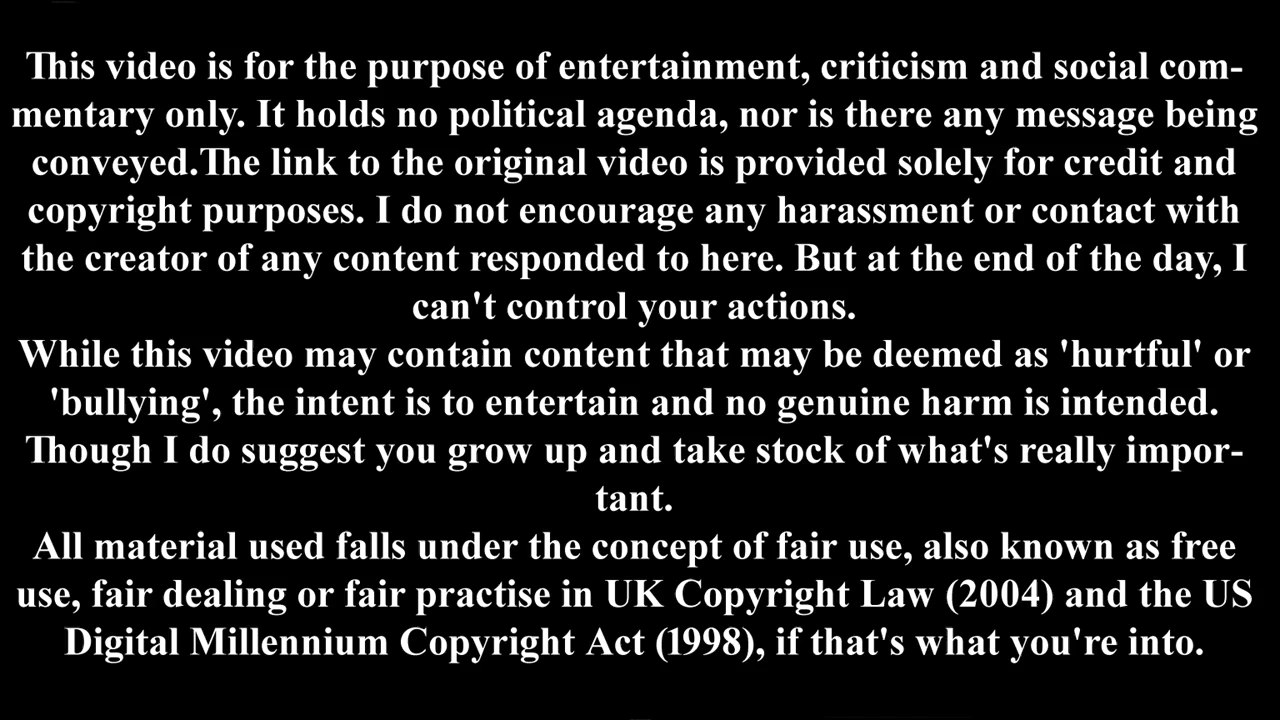 This video is for the purpose of entertainment, criticism and social com-
mentary only. It holds no political agenda, nor is there any message being
conveyed.The link to the original video is provided solely for credit and
copyright purposes. I do not encourage any harassment or contact with
the creator of any content responded to here. But at the end of the day, I
can't control your actions.
While this video may contain content that may be deemed as 'hurtful' or
'bullying', the intent is to entertain and no genuine harm is intended.
Though I do suggest you grow up and take stock of what's really impor-
tant.
All material used falls under the concept of fair use, also known as free
use, fair dealing or fair practise in UK Copyright Law (2004) and the US
Digital Millennium Copyright Act (1998), if that's what you're into.